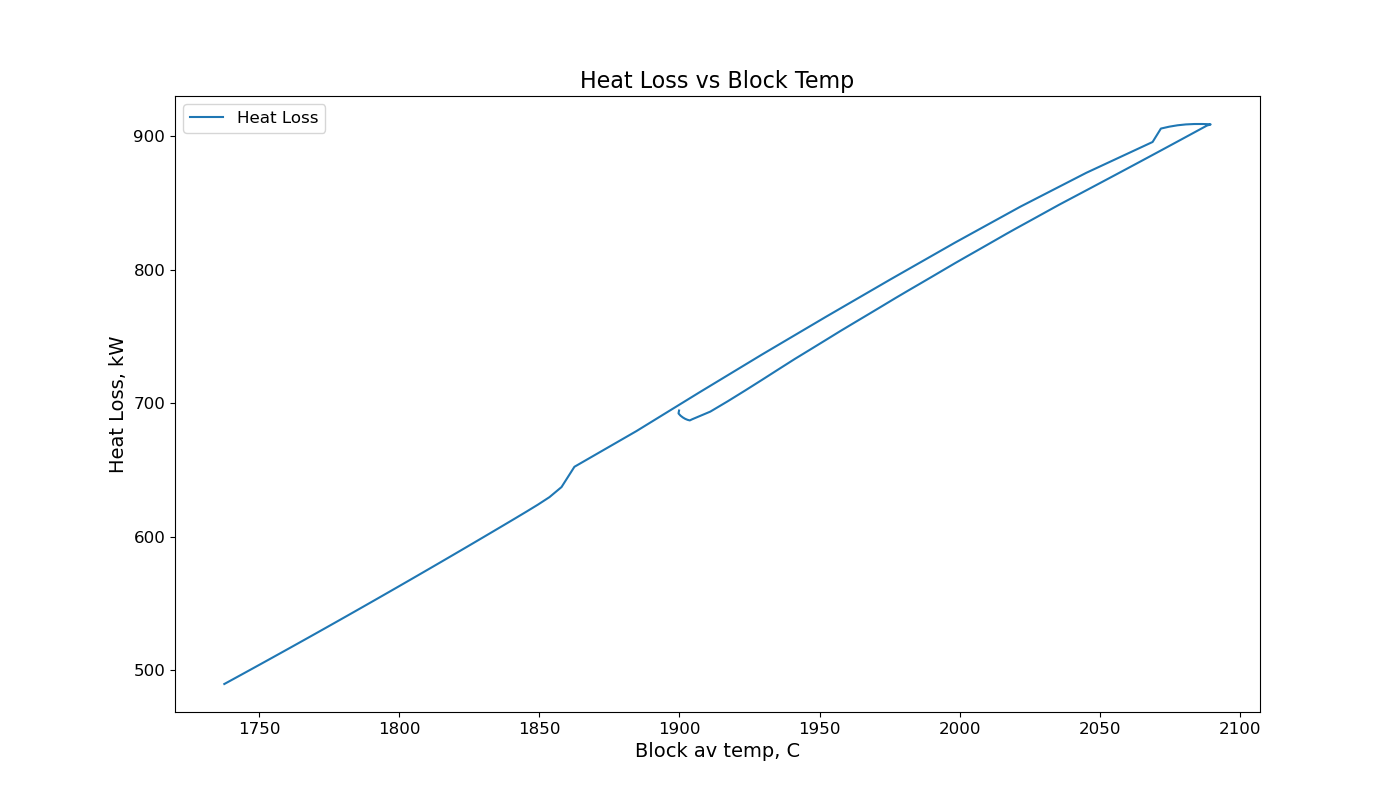 Heat Loss vs Block Temp
Heat Loss
900
800
700
600
500
Heat Loss, kW
1750 1800 1850 1900 1950 2000 2050 2100
Block av temp, C